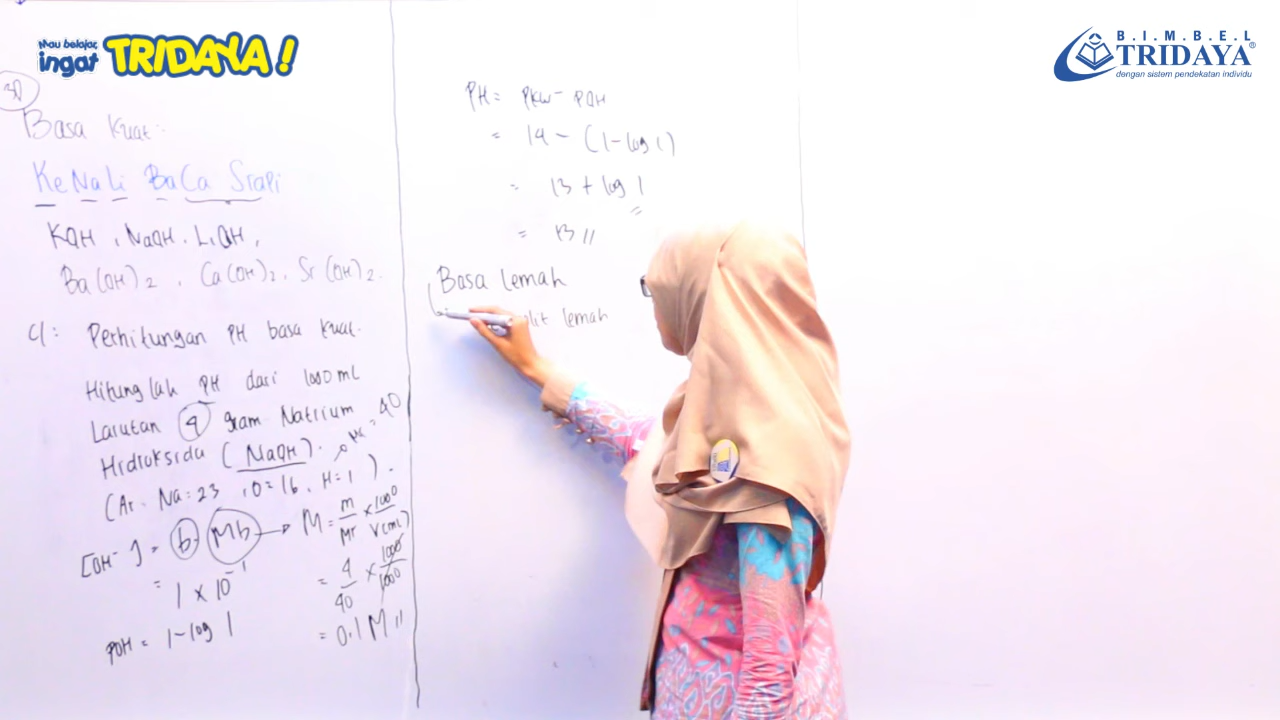 Mau belajar,
ingat TRIDAYA!
B.I.M.B.E.L
TRIDAYA®
dengan sistem pendekatan individu
Basa Kuat:
KeNaLi BaCa Srapi
KOH, NaOH, LiOH,
Ba(OH)2, Ca(OH)2, Sr(OH)2.
c/: Perhitungan PH basa Kuat.
Hitunglah PH dari 1000 mL
Larutan 4 gram Natrium
Hidroksida (NaOH). Mr = 40
(Ar. Na=23, O=16, H=1).
[OH-] = b Mb → M = m/Mr × 1000/V(mL)
= 1 × 10^-1
= 4/40 × 1000/1000
POH = 1-log 1
= 0.1 M //
PH = PKw - POH
= 14 - (1-log 1)
= 13 + log 1
= 13 //
Basa Lemah
lemah